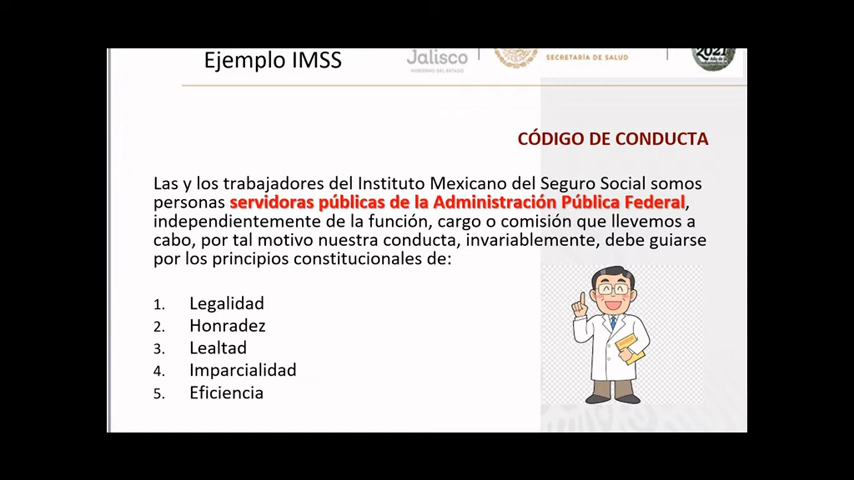 Ejemplo IMSS
Jalisco
GOBIERNO DEL ESTADO
SECRETARÍA DE SALUD
2021
CÓDIGO DE CONDUCTA
Las y los trabajadores del Instituto Mexicano del Seguro Social somos
personas servidoras públicas de la Administración Pública Federal,
independientemente de la función, cargo o comisión que llevemos a
cabo, por tal motivo nuestra conducta, invariablemente, debe guiarse
por los principios constitucionales de:
1. Legalidad
2. Honradez
3. Lealtad
4. Imparcialidad
5. Eficiencia